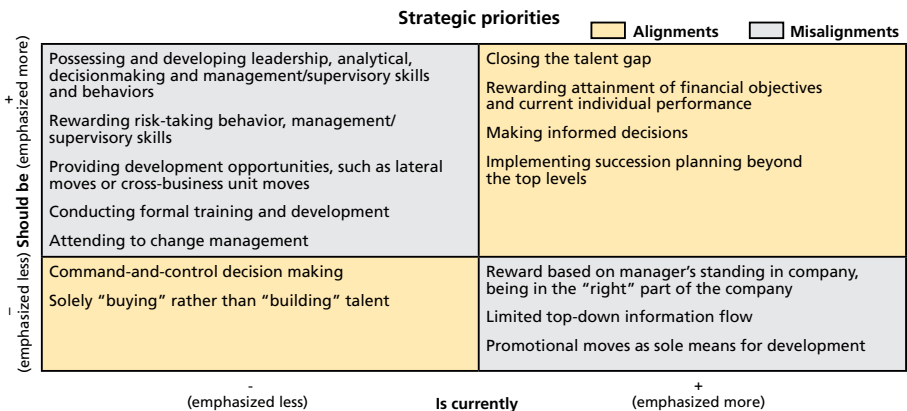 Strategic priorities
Alignments
Misalignments
Possessing and developing leadership, analytical,
decisionmaking and management/supervisory skills
and behaviors
Rewarding risk-taking behavior, management/
supervisory skills
Providing development opportunities, such as lateral
moves or cross-business unit moves
Conducting formal training and development
Attending to change management
Closing the talent gap
Rewarding attainment of financial objectives
and current individual performance
Making informed decisions
Implementing succession planning beyond
the top levels
Command-and-control decision making
Solely “buying” rather than “building” talent
Reward based on manager’s standing in company,
being in the “right” part of the company
Limited top-down information flow
Promotional moves as sole means for development
– +
(emphasized less) Should be (emphasized more)
- +
(emphasized less) Is currently (emphasized more)